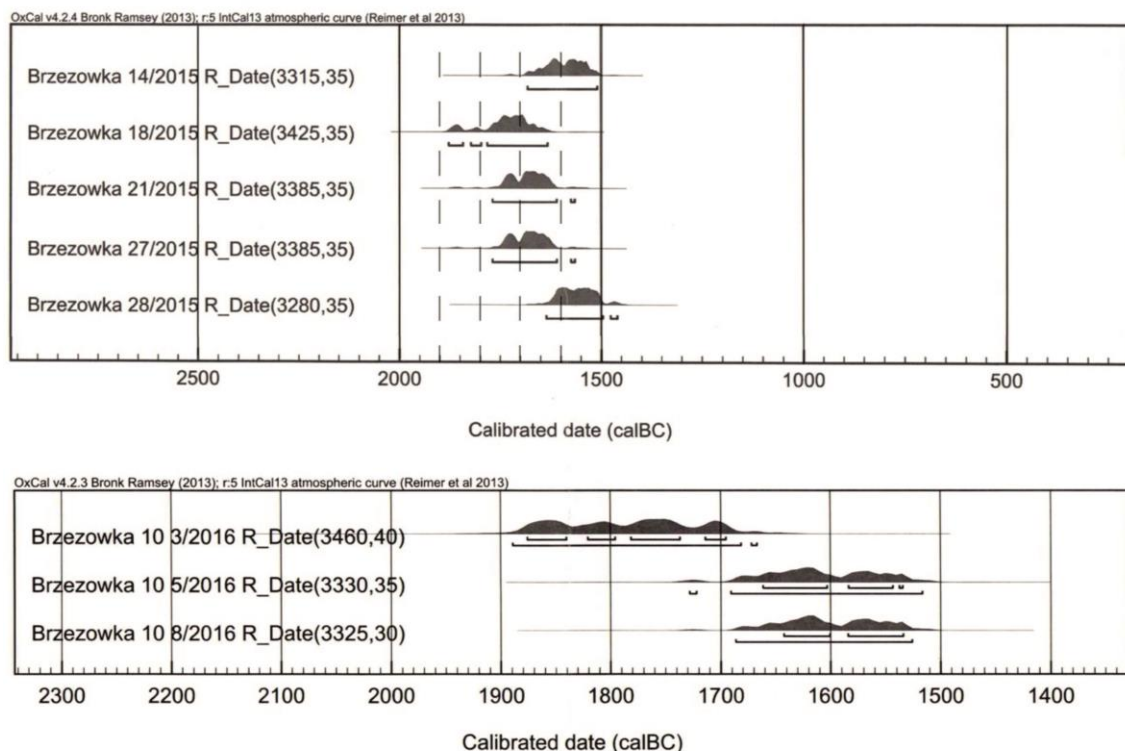 OxCal v4.2.4 Bronk Ramsey (2013); r:5 IntCal13 atmospheric curve (Reimer et al 2013)
Brzezowka 14/2015 R_Date(3315,35)
Brzezowka 18/2015 R_Date(3425,35)
Brzezowka 21/2015 R_Date(3385,35)
Brzezowka 27/2015 R_Date(3385,35)
Brzezowka 28/2015 R_Date(3280,35)
2500 2000 1500 1000 500
Calibrated date (calBC)
OxCal v4.2.3 Bronk Ramsey (2013); r:5 IntCal13 atmospheric curve (Reimer et al 2013)
Brzezowka 10 3/2016 R_Date(3460,40)
Brzezowka 10 5/2016 R_Date(3330,35)
Brzezowka 10 8/2016 R_Date(3325,30)
2300 2200 2100 2000 1900 1800 1700 1600 1500 1400
Calibrated date (calBC)